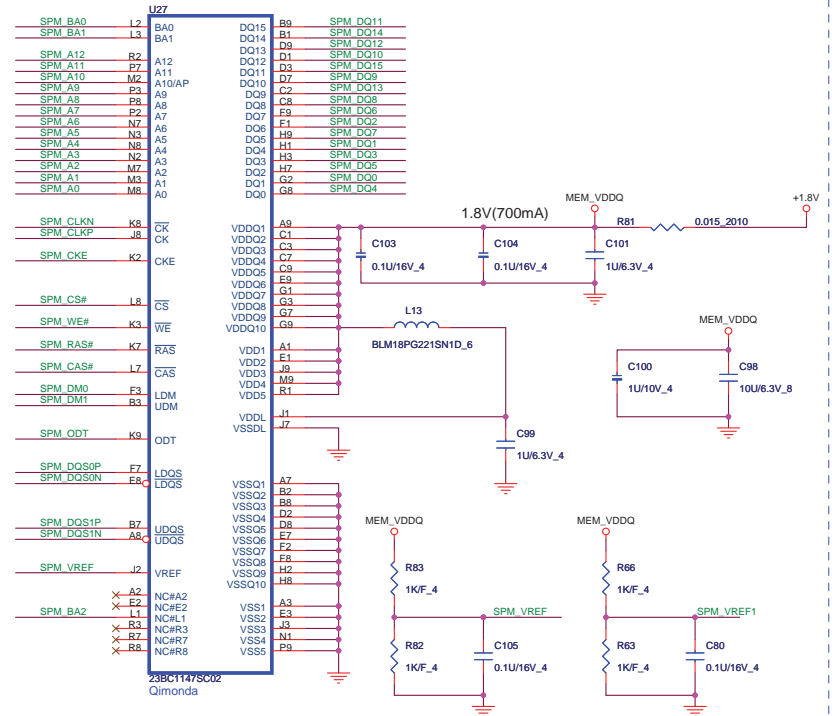 U27
SPM_BA0 L2 BA0 DQ15 B9 SPM_DQ11
SPM_BA1 L3 BA1 DQ14 B1 SPM_DQ14
DQ13 D9 SPM_DQ12
SPM_A12 R2 A12 DQ12 D1 SPM_DQ10
SPM_A11 P7 A11 DQ11 D3 SPM_DQ15
SPM_A10 M2 A10/AP DQ10 D7 SPM_DQ9
SPM_A9 P3 A9 DQ9 C2 SPM_DQ13
SPM_A8 P8 A8 DQ8 C8 SPM_DQ8
SPM_A7 P2 A7 DQ7 F9 SPM_DQ6
SPM_A6 N7 A6 DQ6 F1 SPM_DQ2
SPM_A5 N3 A5 DQ5 H9 SPM_DQ7
SPM_A4 N8 A4 DQ4 H1 SPM_DQ1
SPM_A3 N2 A3 DQ3 H3 SPM_DQ3
SPM_A2 M7 A2 DQ2 H7 SPM_DQ5
SPM_A1 M3 A1 DQ1 G2 SPM_DQ0
SPM_A0 M8 A0 DQ0 G8 SPM_DQ4
MEM_VDDQ +1.8V
1.8V(700mA) R81 0.015_2010
SPM_CLKN K8 CK VDDQ1 A9
SPM_CLKP J8 CK VDDQ2 C1
VDDQ3 C3
SPM_CKE K2 CKE VDDQ4 C7
VDDQ5 C9
VDDQ6 E9
VDDQ7 G1
SPM_CS# L8 CS VDDQ8 G3
VDDQ9 G7
SPM_WE# K3 WE VDDQ10 G9
C103 C104 C101
0.1U/16V_4 0.1U/16V_4 1U/6.3V_4
L13
BLM18PG221SN1D_6
SPM_RAS# K7 RAS VDD1 A1
VDD2 E1
SPM_CAS# L7 CAS VDD3 J9
VDD4 M9
SPM_DM0 F3 LDM VDD5 R1
SPM_DM1 B3 UDM
VDDL J1
VSSDL J7
SPM_ODT K9 ODT
MEM_VDDQ
C100 C98
1U/10V_4 10U/6.3V_8
C99
1U/6.3V_4
SPM_DQS0P F7 LDQS
SPM_DQS0N E8 LDQS VSSQ1 A7
VSSQ2 B2
VSSQ3 B8
VSSQ4 D2
SPM_DQS1P B7 UDQS VSSQ5 D8
SPM_DQS1N A8 UDQS VSSQ6 E7
VSSQ7 F2
VSSQ8 F8
SPM_VREF J2 VREF VSSQ9 H2
VSSQ10 H8
A2 NC#A2
E2 NC#E2 VSS1 A3
SPM_BA2 L1 NC#L1 VSS2 E3
R3 NC#R3 VSS3 J3
R7 NC#R7 VSS4 N1
R8 NC#R8 VSS5 P9
23BC1147SC02
Qimonda
MEM_VDDQ MEM_VDDQ
R83 R66
1K/F_4 1K/F_4
SPM_VREF SPM_VREF1
R82 C105 R63 C80
1K/F_4 0.1U/16V_4 1K/F_4 0.1U/16V_4